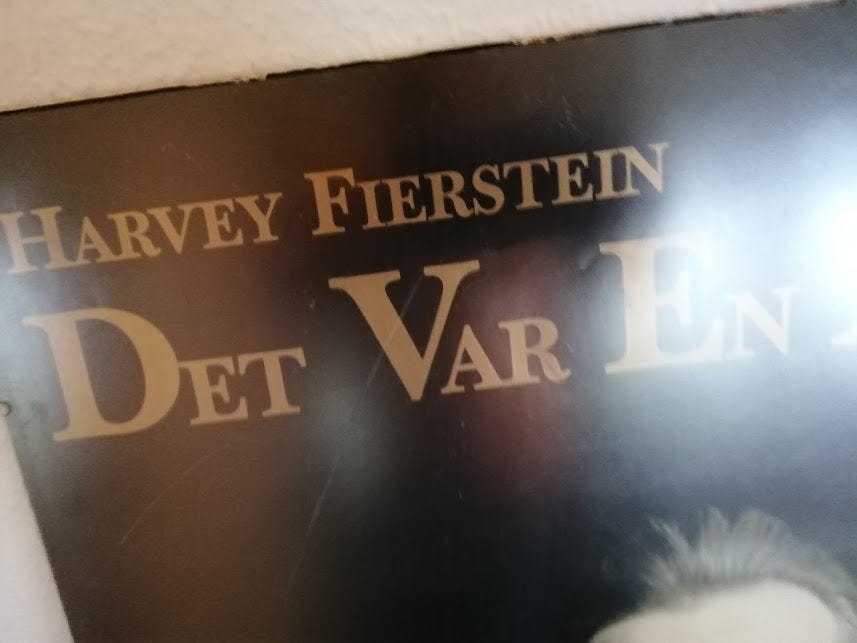 HARVEY FIERSTEIN
DET VAR EN